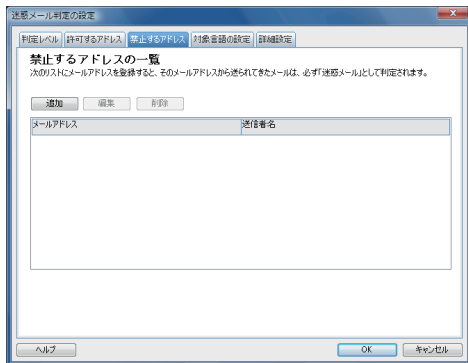 迷惑メール判定の設定
判定レベル 許可するアドレス 禁止するアドレス 対象言語の設定 詳細設定
禁止するアドレスの一覧
次のリストにメールアドレスを登録すると、そのメールアドレスから送られてきたメールは、必ず「迷惑メール」として判定されます。
追加 編集 削除
メールアドレス 送信者名
ヘルプ OK キャンセル